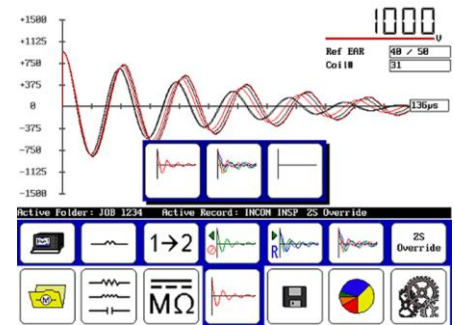 +1500
1000 V
+1125
Ref EAR 40 / 50
+750
Coil# 31
+375
0
136µs
-375
-750
-1125
-1500
Active Folder: JOB 1234 Active Record: INCOM INSP 2S Override
1→2
R
2S Override
M
MΩ